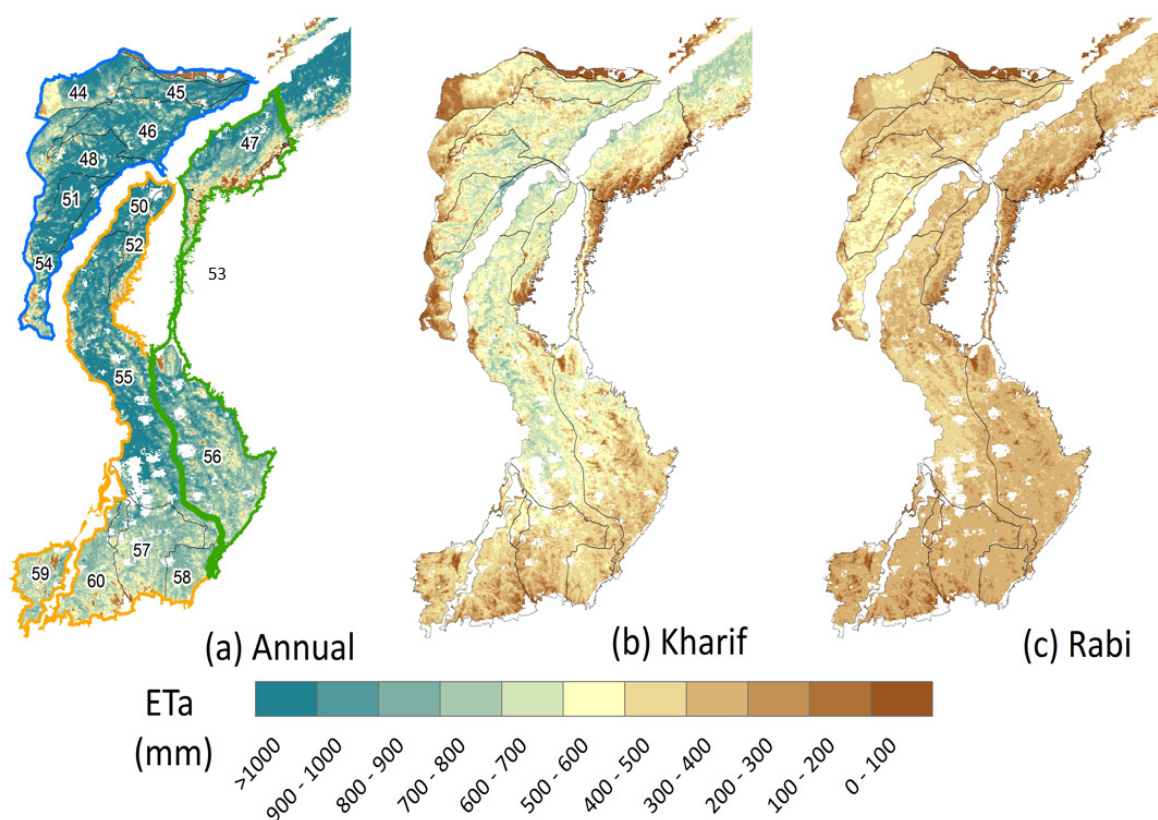 44
45
46
47
48
51
50
52
54
53
55
56
57
59
60
58
(a) Annual
(b) Kharif
(c) Rabi
ETa
(mm)
>1000
900 - 1000
800 - 900
700 - 800
600 - 700
500 - 600
400 - 500
300 - 400
200 - 300
100 - 200
0 - 100